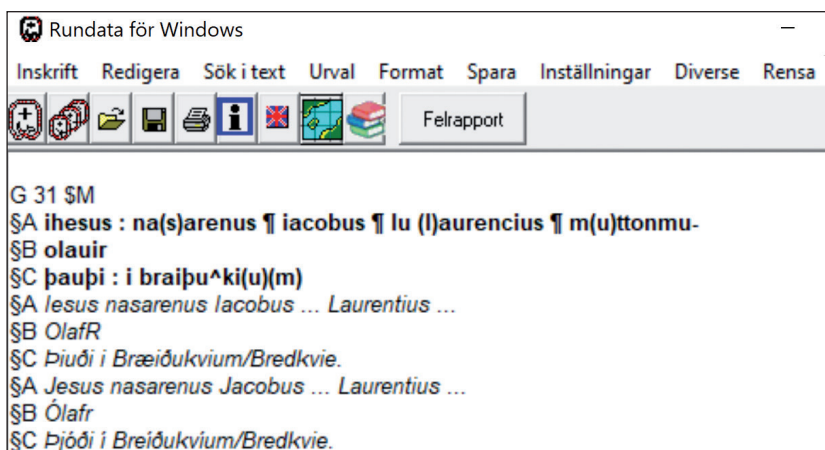 Rundata för Windows
Inskrift Redigera Sök i text Urval Format Spara Inställningar Diverse Rensa
Felrapport
G 31 $M
§A ihesus : na(s)arenus ¶ iacobus ¶ lu (l)aurencius ¶ m(u)ttonmu-
§B olauir
§C þauþi : i braiþu^ki(u)(m)
§A Iesus nasarenus Iacobus ... Laurentius ...
§B OlafR
§C Þiuði i Bræiðukvium/Bredkvie.
§A Jesus nasarenus Jacobus ... Laurentius ...
§B Ólafr
§C Þjóði í Breiðukvíum/Bredkvie.